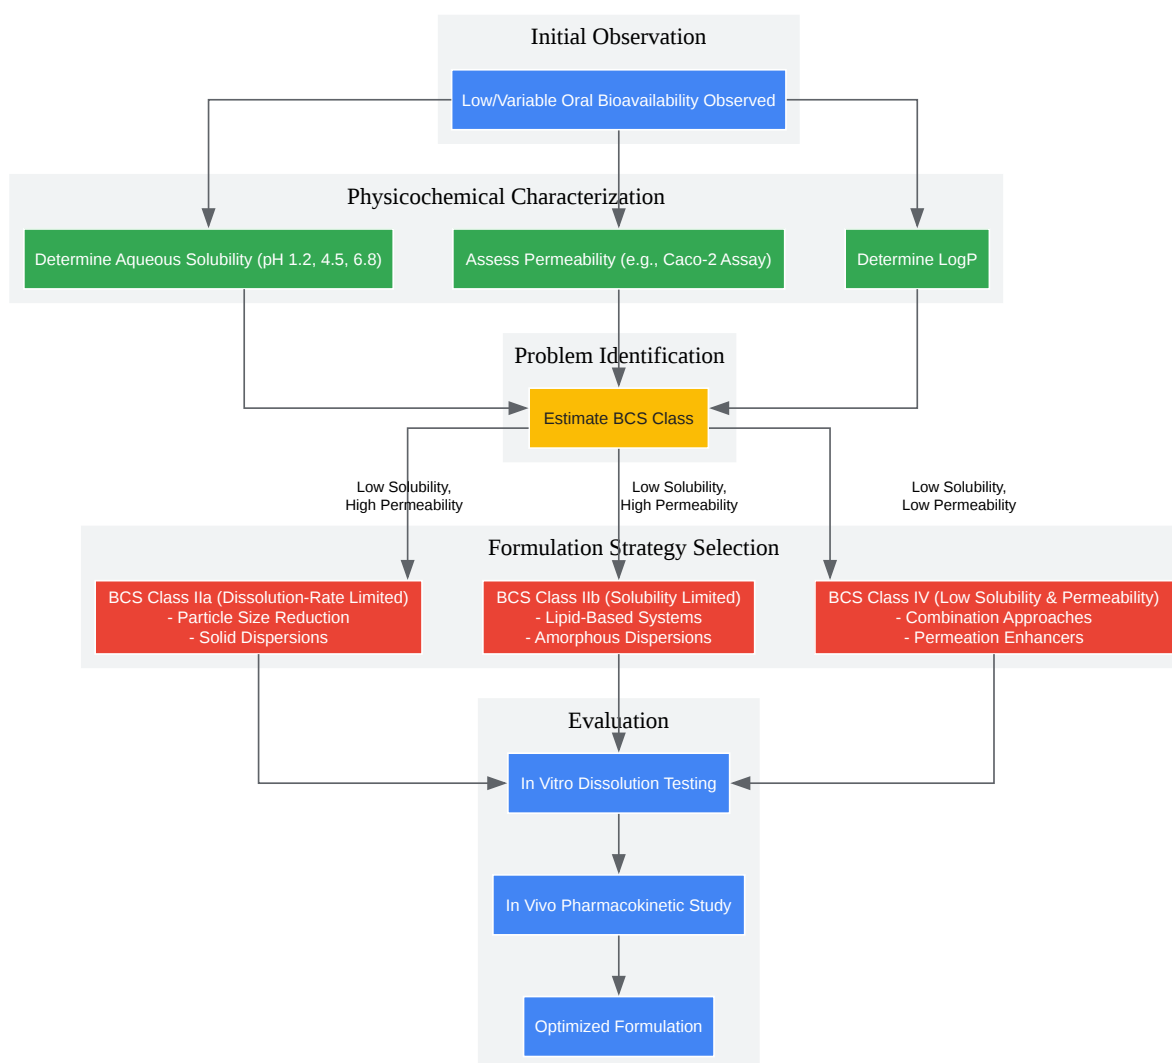 Initial Observation
Low/Variable Oral Bioavailability Observed
Physicochemical Characterization
Determine Aqueous Solubility (pH 1.2, 4.5, 6.8)
Assess Permeability (e.g., Caco-2 Assay)
Determine LogP
Problem Identification
Estimate BCS Class
Low Solubility,
High Permeability
Low Solubility,
High Permeability
Low Solubility,
Low Permeability
Formulation Strategy Selection
BCS Class IIa (Dissolution-Rate Limited)
- Particle Size Reduction
- Solid Dispersions
BCS Class IIb (Solubility Limited)
- Lipid-Based Systems
- Amorphous Dispersions
BCS Class IV (Low Solubility & Permeability)
- Combination Approaches
- Permeation Enhancers
Evaluation
In Vitro Dissolution Testing
In Vivo Pharmacokinetic Study
Optimized Formulation